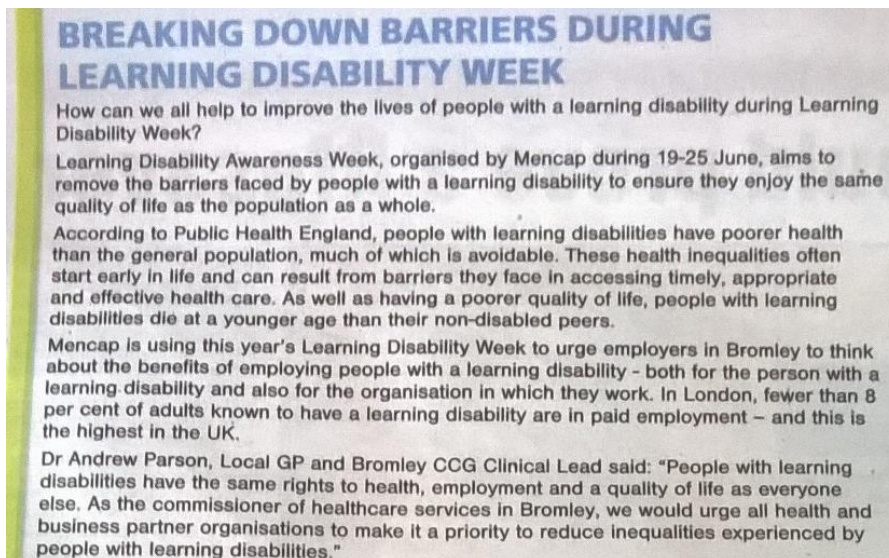 BREAKING DOWN BARRIERS DURING
LEARNING DISABILITY WEEK
How can we all help to improve the lives of people with a learning disability during Learning
Disability Week?
Learning Disability Awareness Week, organised by Mencap during 19-25 June, aims to
remove the barriers faced by people with a learning disability to ensure they enjoy the same
quality of life as the population as a whole.
According to Public Health England, people with learning disabilities have poorer health
than the general population, much of which is avoidable. These health inequalities often
start early in life and can result from barriers they face in accessing timely, appropriate
and effective health care. As well as having a poorer quality of life, people with learning
disabilities die at a younger age than their non-disabled peers.
Mencap is using this year's Learning Disability Week to urge employers in Bromley to think
about the benefits of employing people with a learning disability - both for the person with a
learning disability and also for the organisation in which they work. In London, fewer than 8
per cent of adults known to have a learning disability are in paid employment – and this is
the highest in the UK.
Dr Andrew Parson, Local GP and Bromley CCG Clinical Lead said: "People with learning
disabilities have the same rights to health, employment and a quality of life as everyone
else. As the commissioner of healthcare services in Bromley, we would urge all health and
business partner organisations to make it a priority to reduce inequalities experienced by
people with learning disabilities."